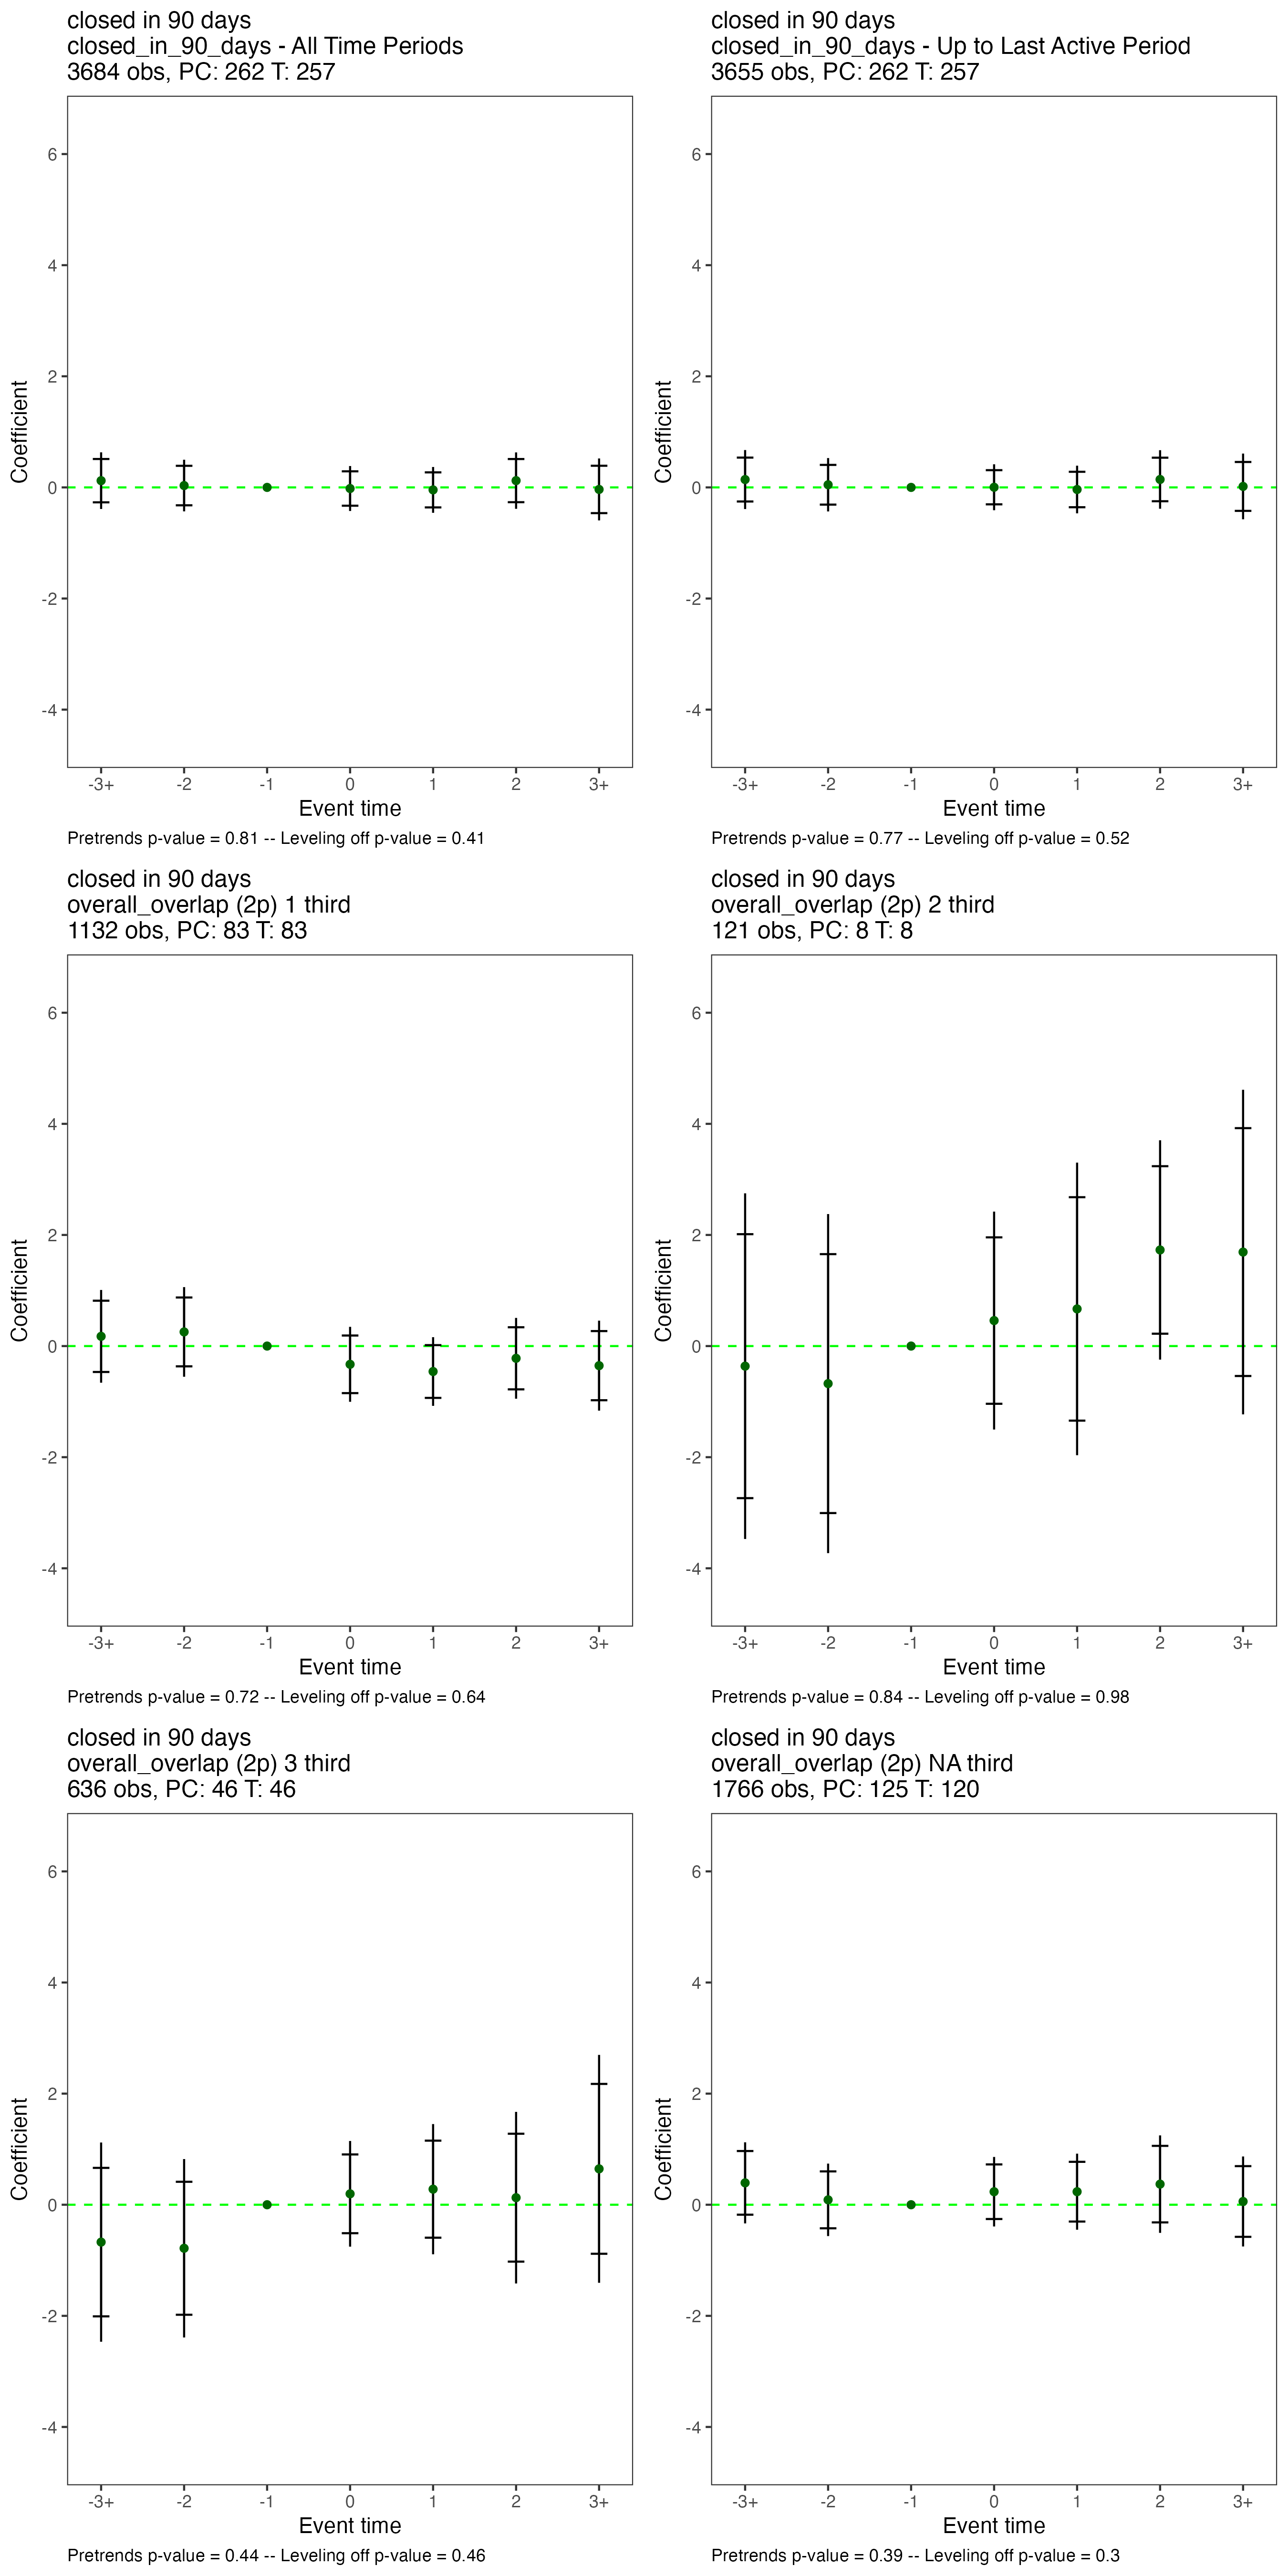 closed in 90 days
closed_in_90_days - All Time Periods
3684 obs, PC: 262 T: 257
Coefficient
6
4
2
0
-2
-4
-3+ -2 -1 0 1 2 3+
Event time
Pretrends p-value = 0.81 -- Leveling off p-value = 0.41
closed in 90 days
closed_in_90_days - Up to Last Active Period
3655 obs, PC: 262 T: 257
Coefficient
6
4
2
0
-2
-4
-3+ -2 -1 0 1 2 3+
Event time
Pretrends p-value = 0.77 -- Leveling off p-value = 0.52
closed in 90 days
overall_overlap (2p) 1 third
1132 obs, PC: 83 T: 83
Coefficient
6
4
2
0
-2
-4
-3+ -2 -1 0 1 2 3+
Event time
Pretrends p-value = 0.72 -- Leveling off p-value = 0.64
closed in 90 days
overall_overlap (2p) 2 third
121 obs, PC: 8 T: 8
Coefficient
6
4
2
0
-2
-4
-3+ -2 -1 0 1 2 3+
Event time
Pretrends p-value = 0.84 -- Leveling off p-value = 0.98
closed in 90 days
overall_overlap (2p) 3 third
636 obs, PC: 46 T: 46
Coefficient
6
4
2
0
-2
-4
-3+ -2 -1 0 1 2 3+
Event time
Pretrends p-value = 0.44 -- Leveling off p-value = 0.46
closed in 90 days
overall_overlap (2p) NA third
1766 obs, PC: 125 T: 120
Coefficient
6
4
2
0
-2
-4
-3+ -2 -1 0 1 2 3+
Event time
Pretrends p-value = 0.39 -- Leveling off p-value = 0.3